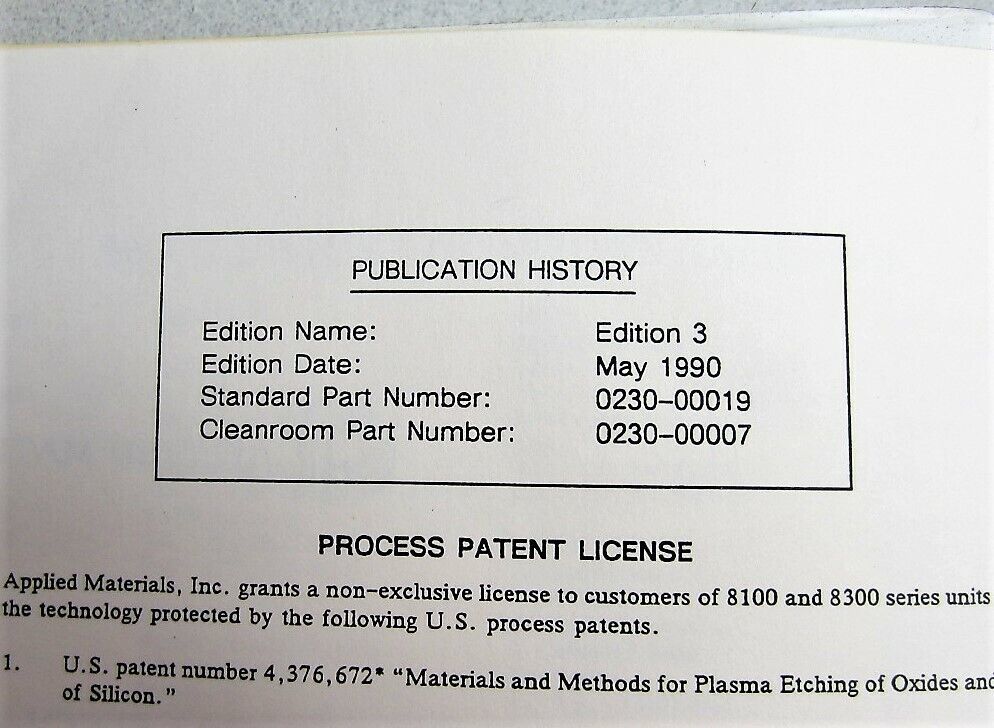 PUBLICATION HISTORY
Edition Name: Edition 3
Edition Date: May 1990
Standard Part Number: 0230-00019
Cleanroom Part Number: 0230-00007
PROCESS PATENT LICENSE
Applied Materials, Inc. grants a non-exclusive license to customers of 8100 and 8300 series units
the technology protected by the following U.S. process patents.
1. U.S. patent number 4,376,672* “Materials and Methods for Plasma Etching of Oxides and
of Silicon.”